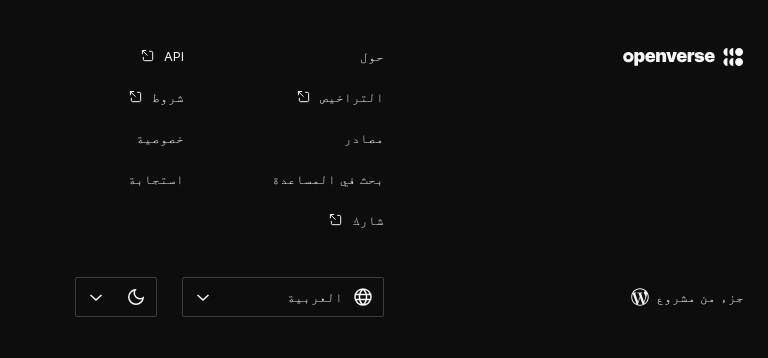 openverse
حول
التراخيص
مصادر
بحث في المساعدة
شارك
API
شروط
خصوصية
استجابة
جزء من مشروع
العربية